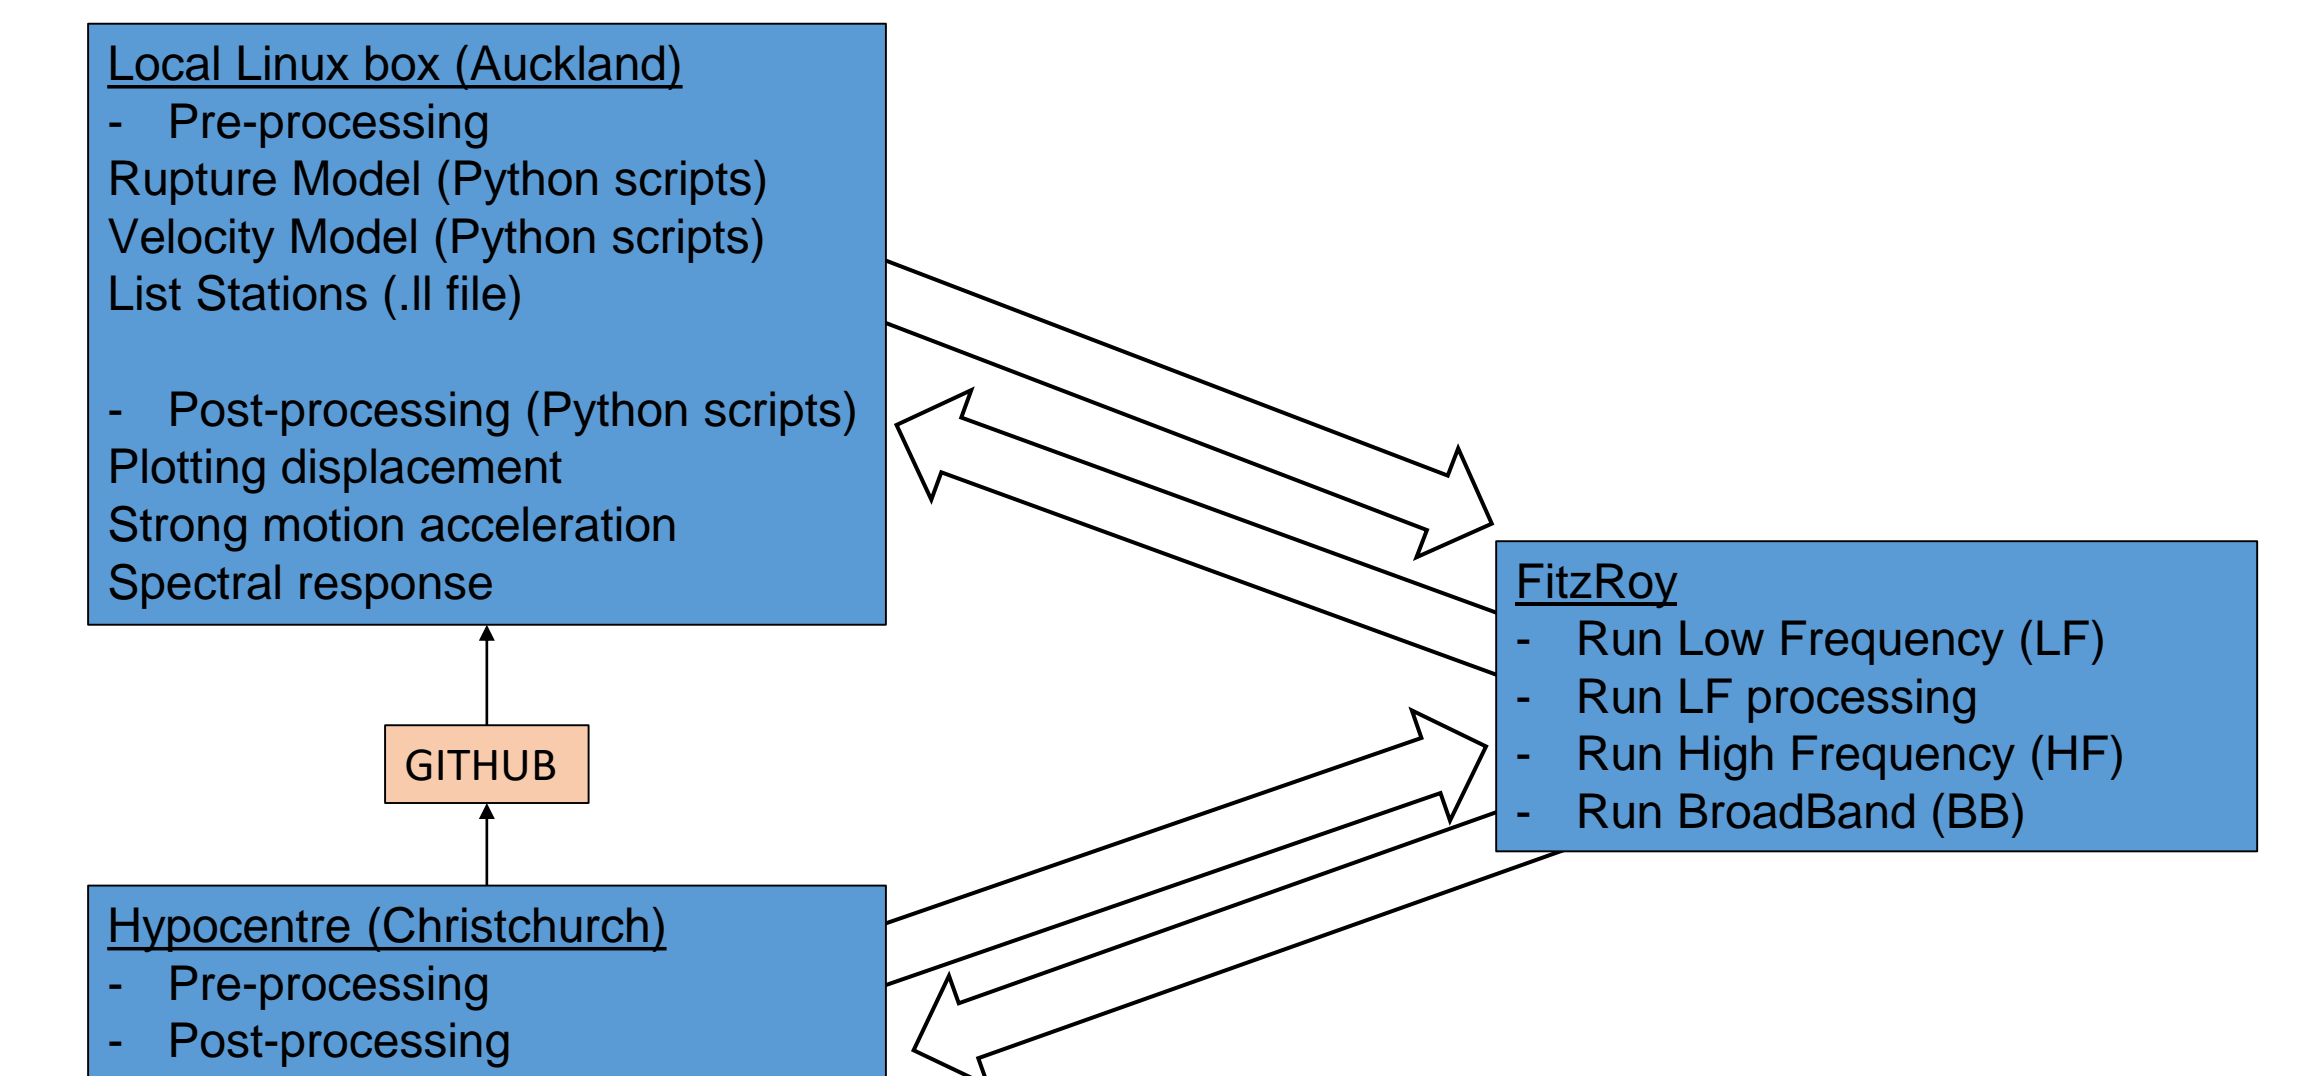 Local Linux box (Auckland)
- Pre-processing
Rupture Model (Python scripts)
Velocity Model (Python scripts)
List Stations (.ll file)
- Post-processing (Python scripts)
Plotting displacement
Strong motion acceleration
Spectral response
GITHUB
Hypocentre (Christchurch)
- Pre-processing
- Post-processing
FitzRoy
- Run Low Frequency (LF)
- Run LF processing
- Run High Frequency (HF)
- Run BroadBand (BB)